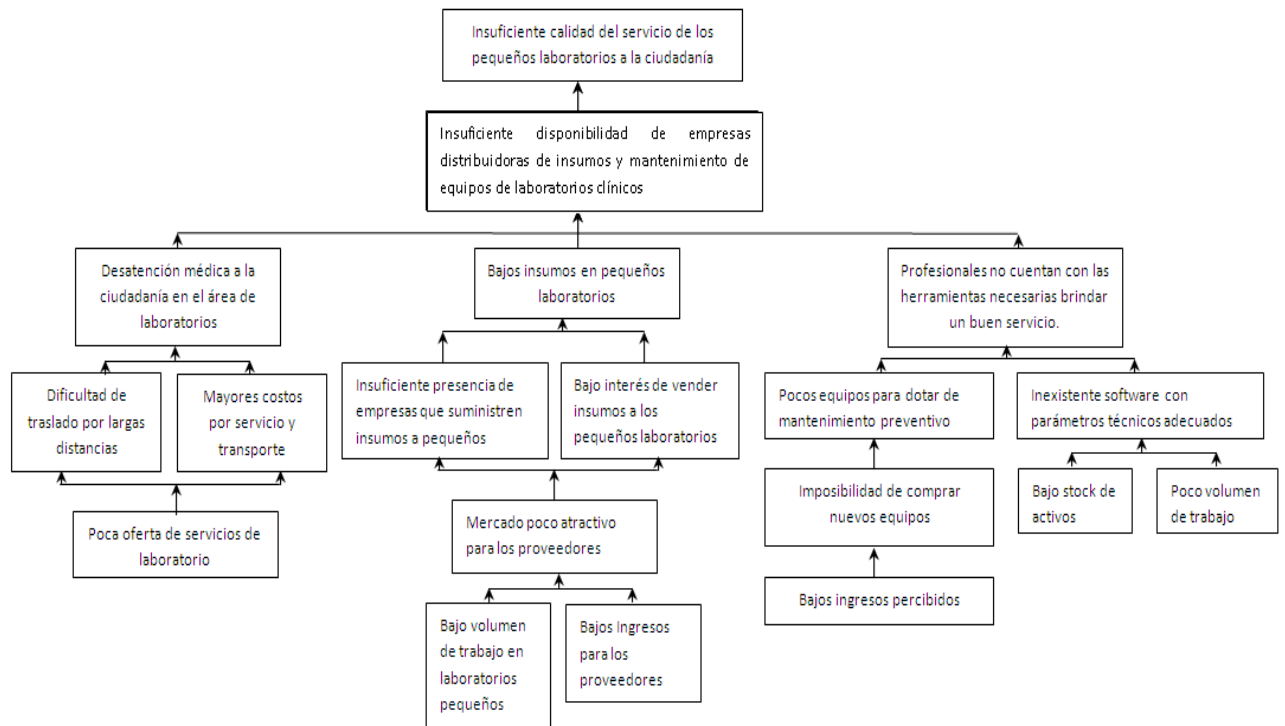 Insuficiente calidad del servicio de los
pequeños laboratorios a la ciudadanía
Insuficiente disponibilidad de empresas
distribuidoras de insumos y mantenimiento de
equipos de laboratorios clínicos
Desatención médica a la
ciudadanía en el área de
laboratorios
Bajos insumos en pequeños
laboratorios
Profesionales no cuentan con las
herramientas necesarias brindar
un buen servicio.
Dificultad de
traslado por largas
distancias
Mayores costos
por servicio y
transporte
Insuficiente presencia de
empresas que suministren
insumos a pequeños
Bajo interés de vender
insumos a los
pequeños laboratorios
Pocos equipos para dotar de
mantenimiento preventivo
Inexistente software con
parámetros técnicos adecuados
Poca oferta de servicios de
laboratorio
Mercado poco atractivo
para los proveedores
Imposibilidad de comprar
nuevos equipos
Bajo stock de
activos
Poco volumen
de trabajo
Bajo volumen
de trabajo en
laboratorios
pequeños
Bajos Ingresos
para los
proveedores
Bajos ingresos percibidos